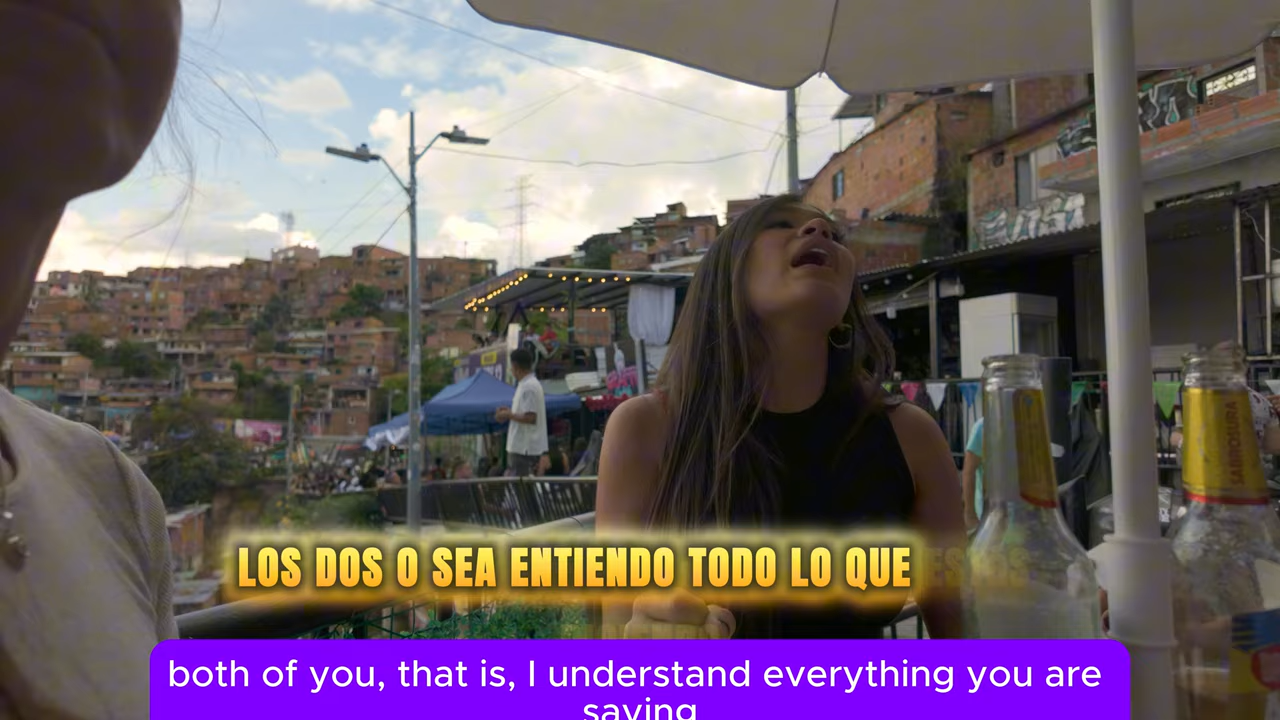 LOS DOS O SEA ENTIENDO TODO LO QUE
both of you, that is, I understand everything you are
saying